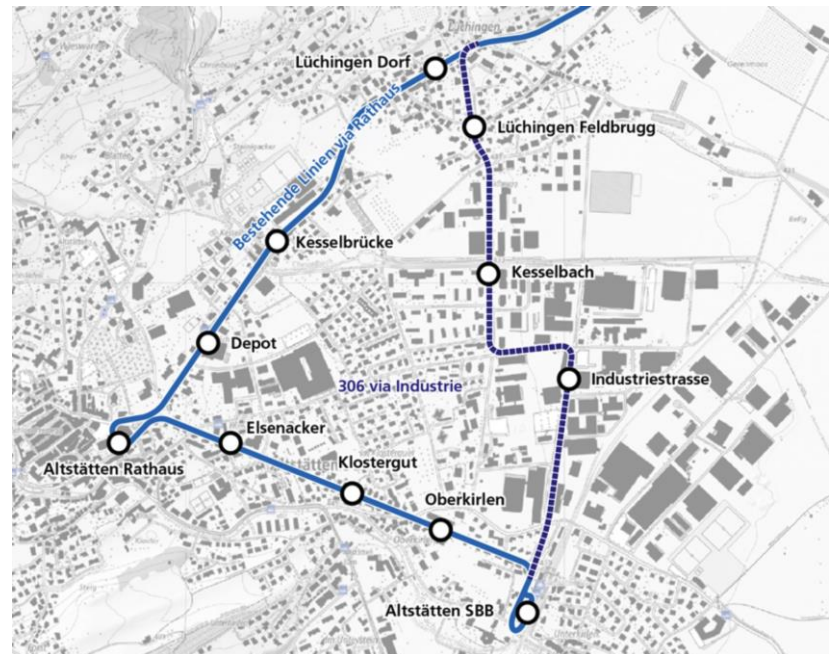 Lüchingen
Lüchingen Dorf
Bestehende Linien via Rathaus
Lüchingen Feldbrugg
Kesselbrücke
Kesselbach
Depot
306 via Industrie
Industriestrasse
Elsenacker
Altstätten Rathaus
Klostergut
Oberkirlen
Altstätten SBB